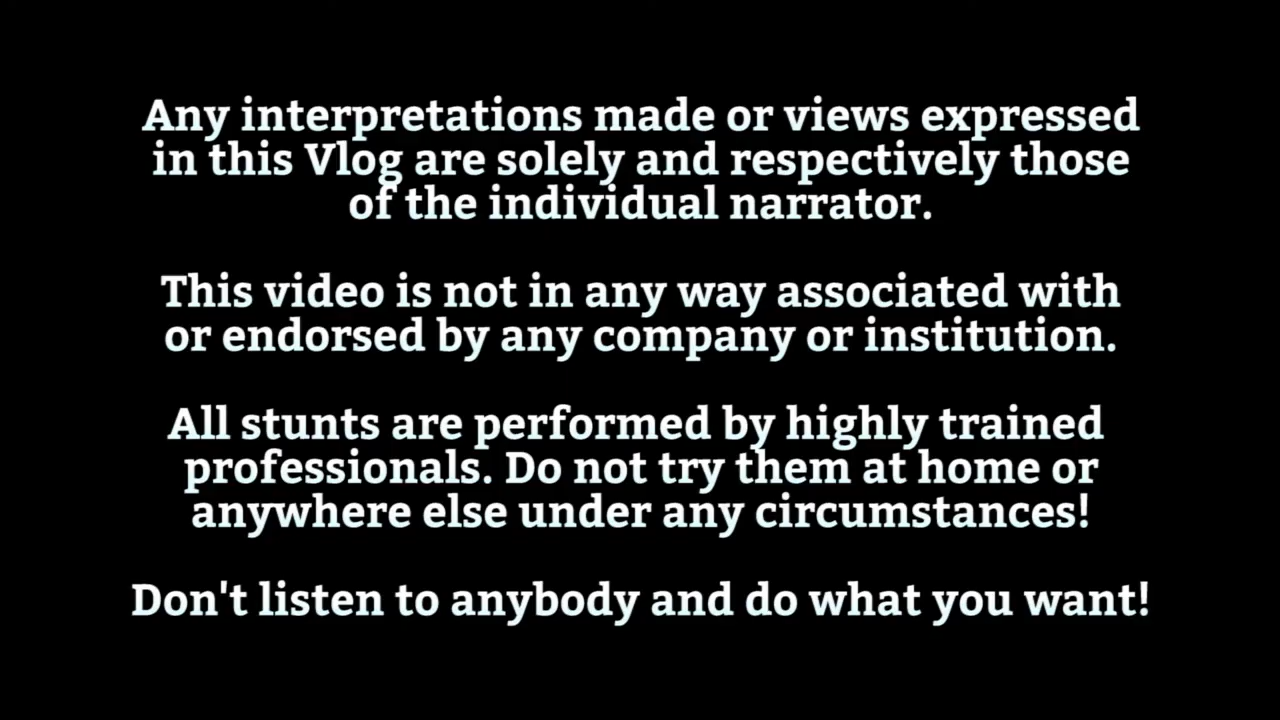 Any interpretations made or views expressed
in this Vlog are solely and respectively those
of the individual narrator.
This video is not in any way associated with
or endorsed by any company or institution.
All stunts are performed by highly trained
professionals. Do not try them at home or
anywhere else under any circumstances!
Don't listen to anybody and do what you want!